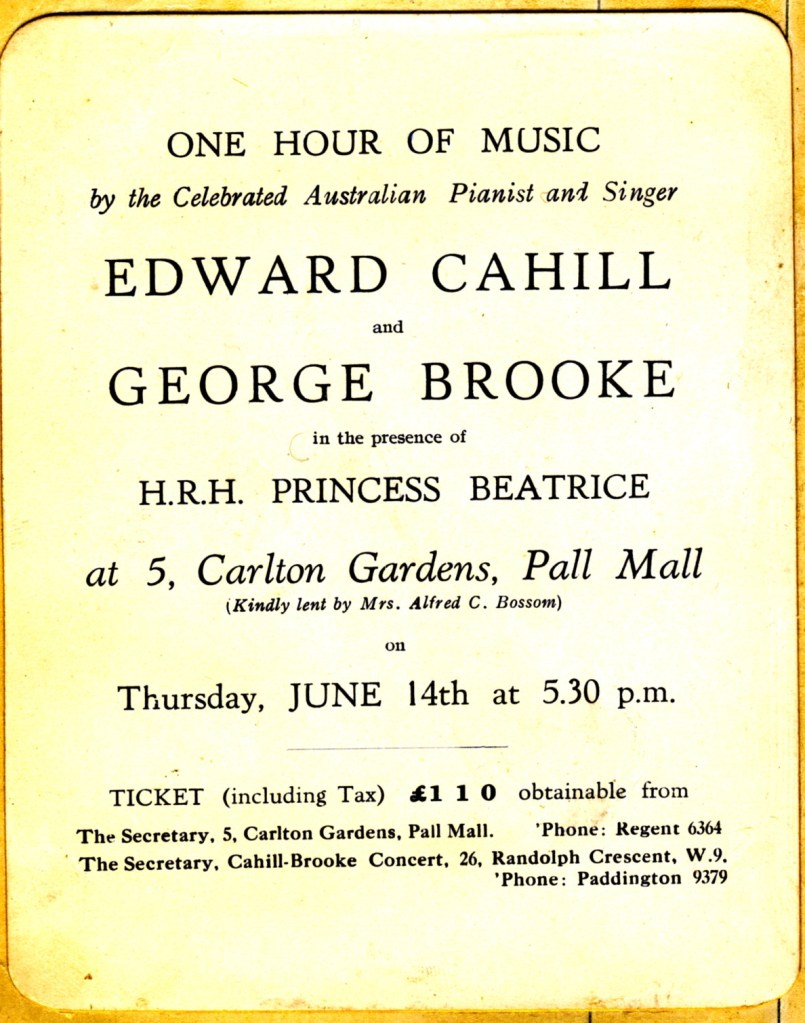 ONE HOUR OF MUSIC
by the Celebrated Australian Pianist and Singer
EDWARD CAHILL
and
GEORGE BROOKE
in the presence of
H.R.H. PRINCESS BEATRICE
at 5, Carlton Gardens, Pall Mall
(Kindly lent by Mrs. Alfred C. Bossom)
on
Thursday, JUNE 14th at 5.30 p.m.
TICKET (including Tax) £1 1 0 obtainable from
The Secretary, 5, Carlton Gardens, Pall Mall. 'Phone: Regent 6364
The Secretary, Cahill-Brooke Concert, 26, Randolph Crescent, W.9.
'Phone: Paddington 9379